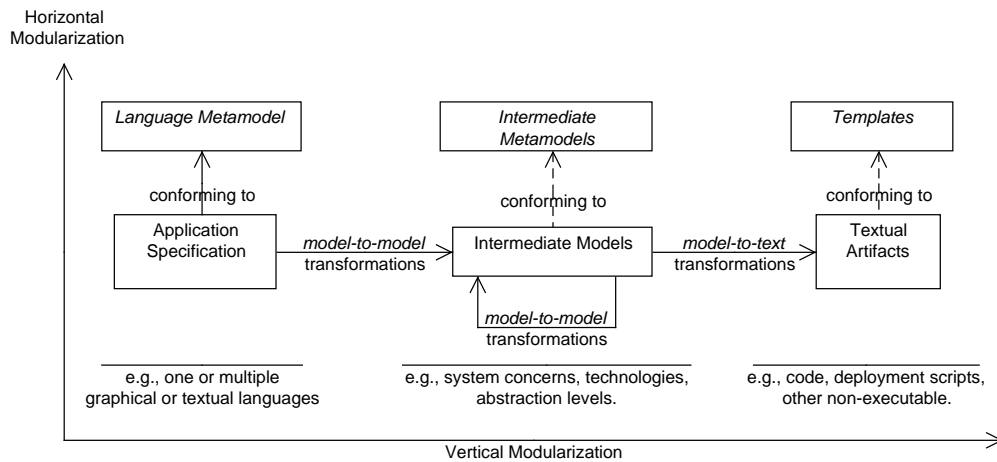 Horizontal
Modularization
Language Metamodel
Intermediate
Metamodels
Templates
conforming to
conforming to
conforming to
Application
Specification
model-to-model
transformations
Intermediate Models
model-to-text
transformations
Textual
Artifacts
model-to-model
transformations
e.g., one or multiple
graphical or textual languages
e.g., system concerns, technologies,
abstraction levels.
e.g., code, deployment scripts,
other non-executable.
Vertical Modularization